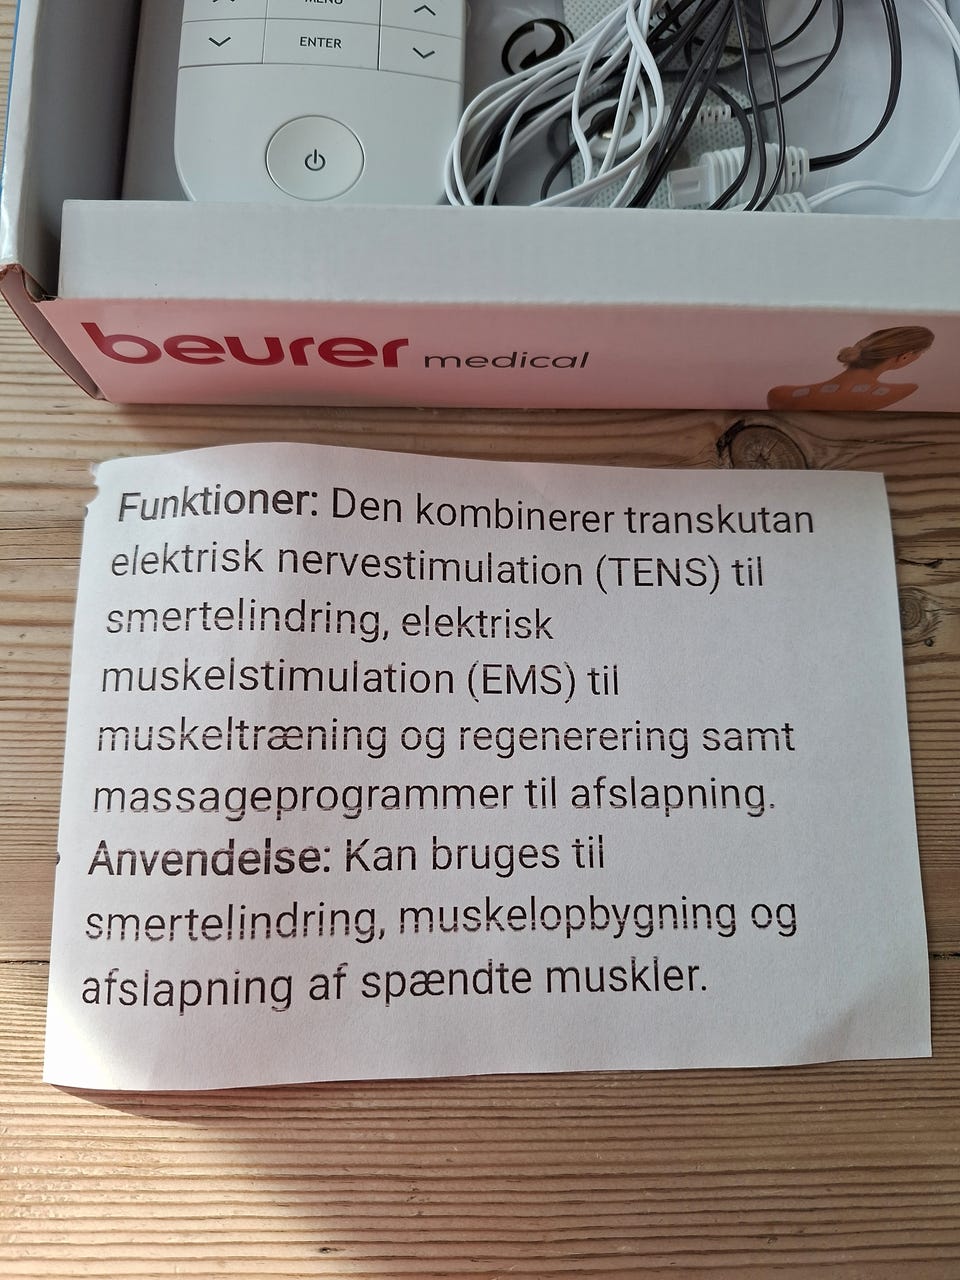 MENU
ENTER
beurer medical
Funktioner: Den kombinerer transkutan
elektrisk nervestimulation (TENS) til
smertelindring, elektrisk
muskelstimulation (EMS) til
muskeltræning og regenerering samt
massageprogrammer til afslapning.
Anvendelse: Kan bruges til
smertelindring, muskelopbygning og
afslapning af spændte muskler.